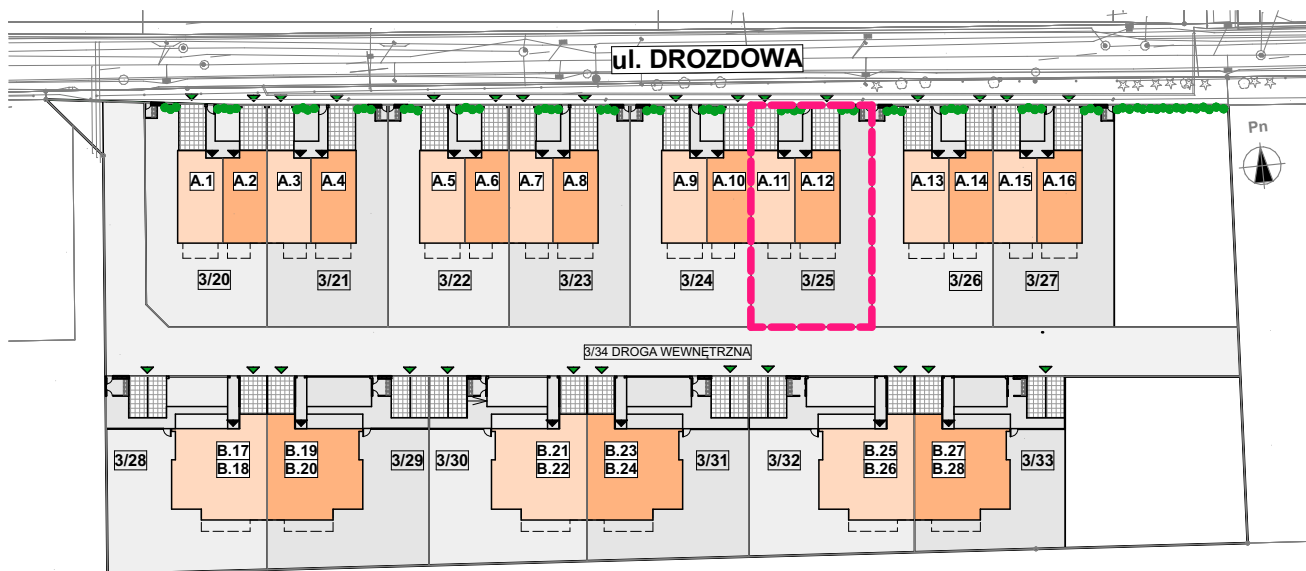 ul. DROZDOWA
Pn
A.1 A.2 A.3 A.4 A.5 A.6 A.7 A.8 A.9 A.10 A.11 A.12 A.13 A.14 A.15 A.16
3/20 3/21 3/22 3/23 3/24 3/25 3/26 3/27
3/34 DROGA WEWNĘTRZNA
B.17 B.19 B.21 B.23 B.25 B.27
3/28 B.18 B.20 3/29 3/30 B.22 B.24 3/31 3/32 B.26 B.28 3/33